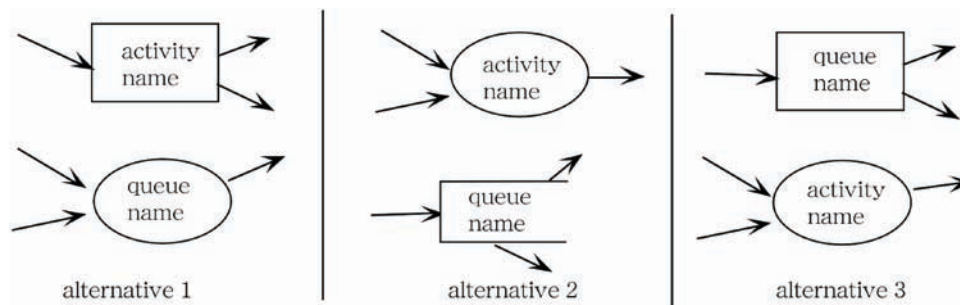 activity
name
queue
name
alternative 1
activity
name
queue
name
alternative 2
queue
name
activity
name
alternative 3